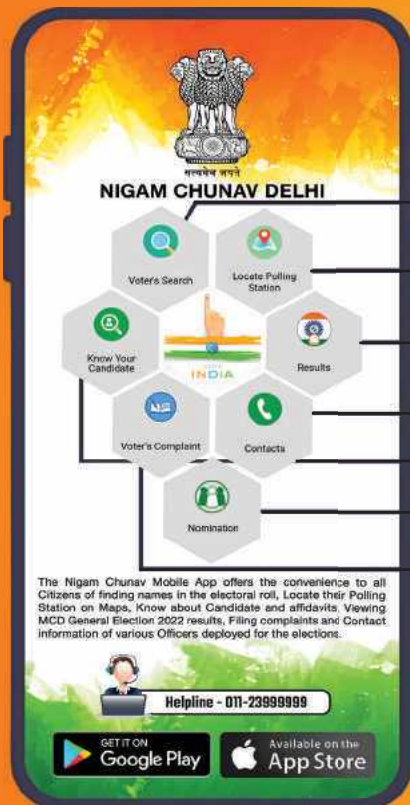 सत्यमेव जयते
NIGAM CHUNAV DELHI
Voter's Search
Locate Polling
Station
Know Your
Candidate
INDIA
Results
Voter's Complaint
Contacts
Nomination
The Nigam Chunav Mobile App offers the convenience to all
Citizens of finding names in the electoral roll, Locate their Polling
Station on Maps, Know about Candidate and affidavits, Viewing
MCD General Election 2022 results, Filing complaints and Contact
information of various Officers deployed for the elections.
Helpline - 011-23999999
GET IT ON
Google Play
Available on the
App Store